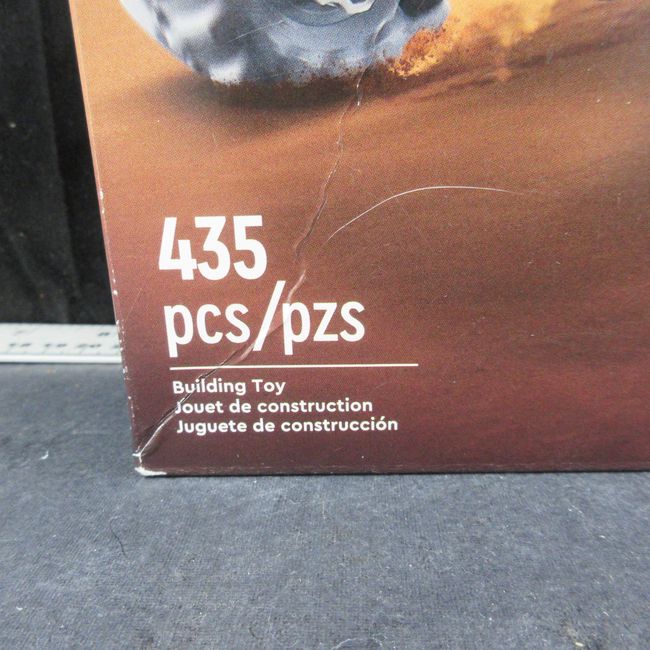 435
pcs/pzs
Building Toy
Jouet de construction
Juguete de construcción